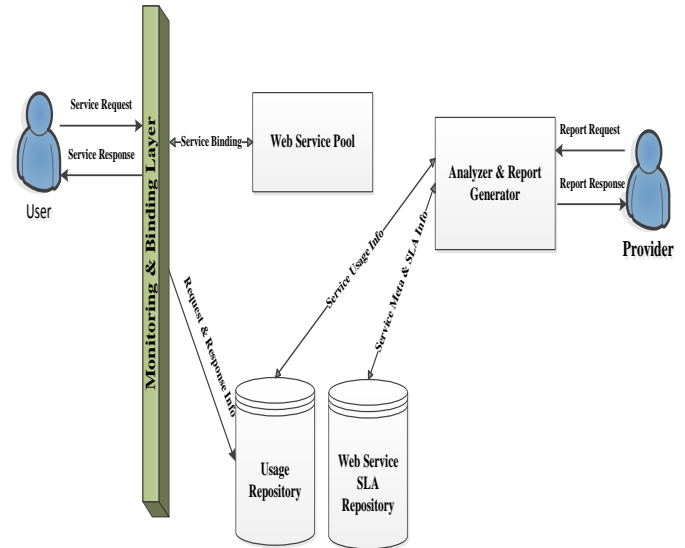 Service Request
Service Response
User
Monitoring & Binding Layer
Service Binding
Web Service Pool
Analyzer & Report
Generator
Report Request
Report Response
Provider
Request & Response Info
Service Usage Info
Service Meta & SLA Info
Usage
Repository
Web Service
SLA
Repository